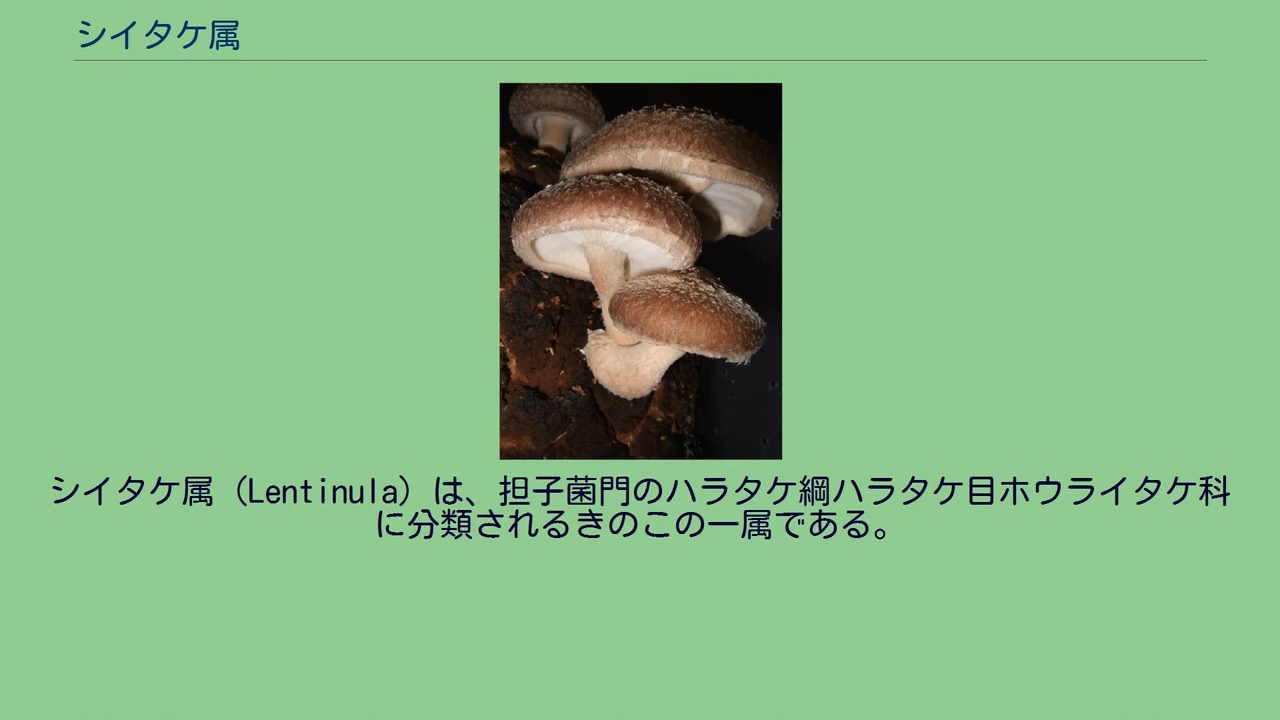 シイタケ属
シイタケ属（Lentinula）は、担子菌門のハラタケ綱ハラタケ目ホウライタケ科
に分類されるきのこの一属である。